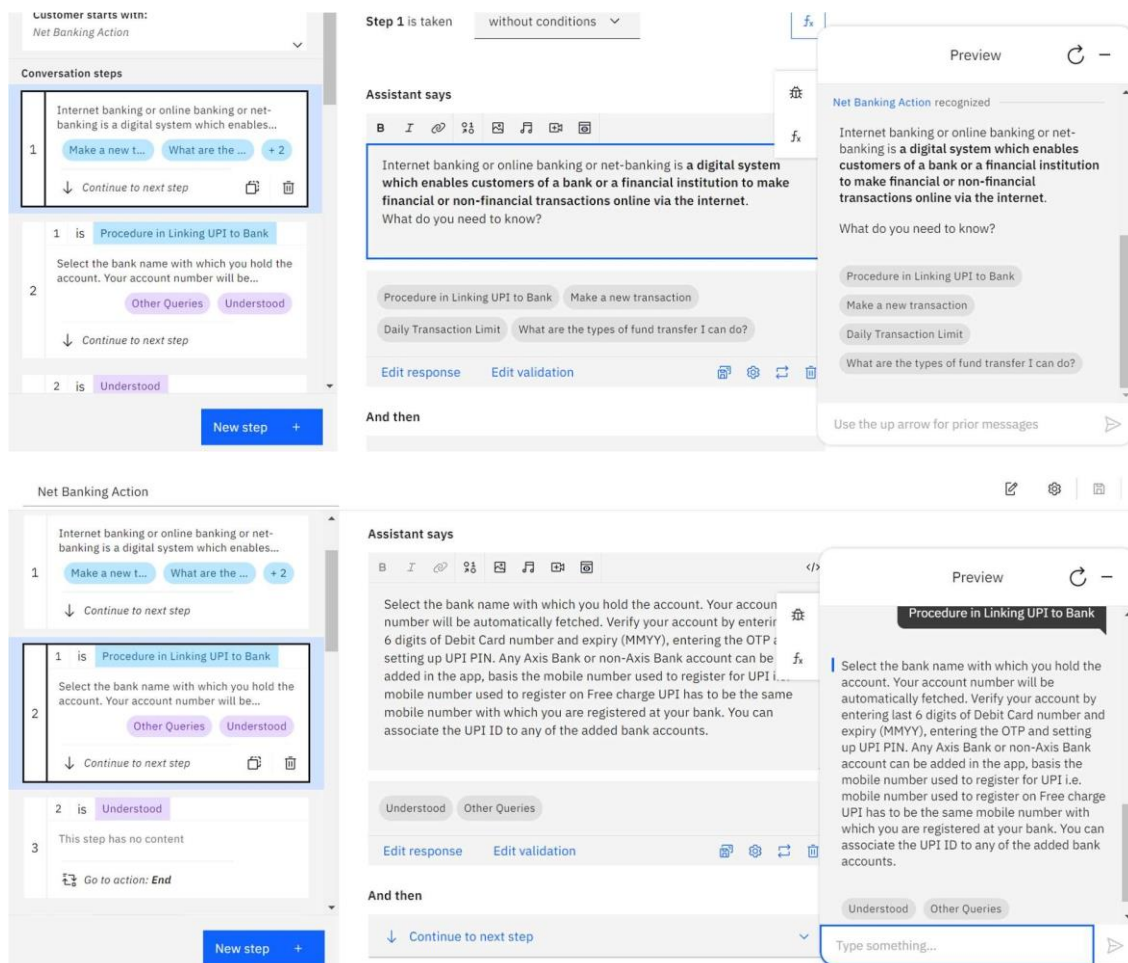 Customer starts with:
Net Banking Action
Conversation steps
1
Internet banking or online banking or net-
banking is a digital system which enables...
Make a new t... What are the ... + 2
Continue to next step
1 is Procedure in Linking UPI to Bank
2
Select the bank name with which you hold the
account. Your account number will be...
Other Queries Understood
Continue to next step
2 is Understood
New step +
Step 1 is taken without conditions
fx
Assistant says
B I
fx
Internet banking or online banking or net-banking is a digital system
which enables customers of a bank or a financial institution to make
financial or non-financial transactions online via the internet.
What do you need to know?
Procedure in Linking UPI to Bank Make a new transaction
Daily Transaction Limit What are the types of fund transfer I can do?
Edit response Edit validation
And then
Preview
Net Banking Action recognized
Internet banking or online banking or net-
banking is a digital system which enables
customers of a bank or a financial institution
to make financial or non-financial
transactions online via the internet.
What do you need to know?
Procedure in Linking UPI to Bank
Make a new transaction
Daily Transaction Limit
What are the types of fund transfer I can do?
Use the up arrow for prior messages
Net Banking Action
1
Internet banking or online banking or net-
banking is a digital system which enables...
Make a new t... What are the ... + 2
Continue to next step
1 is Procedure in Linking UPI to Bank
2
Select the bank name with which you hold the
account. Your account number will be...
Other Queries Understood
Continue to next step
2 is Understood
3
This step has no content
Go to action: End
New step +
Assistant says
B I </>
fx
Select the bank name with which you hold the account. Your accoun
number will be automatically fetched. Verify your account by enterin
6 digits of Debit Card number and expiry (MMYY), entering the OTP
setting up UPI PIN. Any Axis Bank or non-Axis Bank account can be
added in the app, basis the mobile number used to register for UPI i.e.
mobile number used to register on Free charge UPI has to be the same
mobile number with which you are registered at your bank. You can
associate the UPI ID to any of the added bank accounts.
Understood Other Queries
Edit response Edit validation
And then
Continue to next step
Preview
Procedure in Linking UPI to Bank
Select the bank name with which you hold the
account. Your account number will be
automatically fetched. Verify your account by
entering last 6 digits of Debit Card number and
expiry (MMYY), entering the OTP and setting
up UPI PIN. Any Axis Bank or non-Axis Bank
account can be added in the app, basis the
mobile number used to register for UPI i.e.
mobile number used to register on Free charge
UPI has to be the same mobile number with
which you are registered at your bank. You can
associate the UPI ID to any of the added bank
accounts.
Understood Other Queries
Type something...